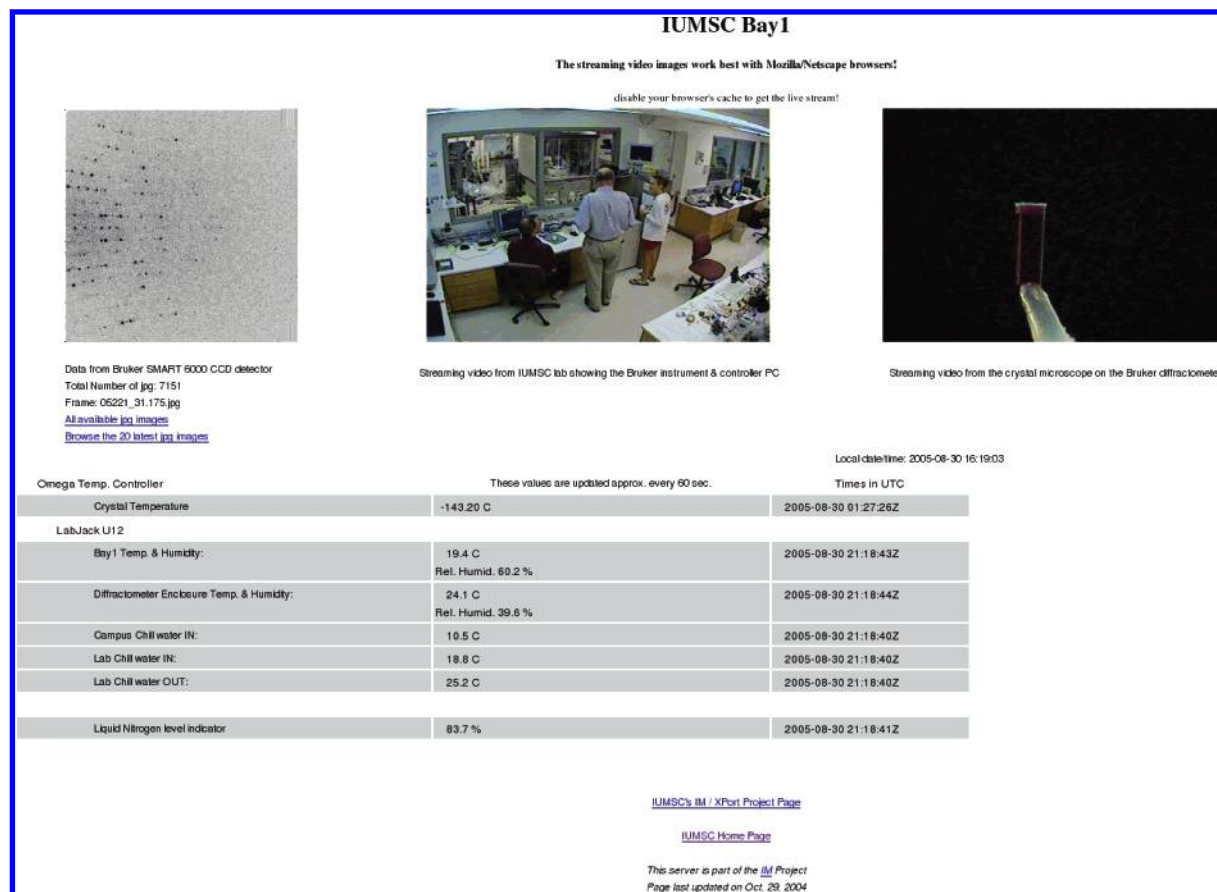 IUMSC Bay1
The streaming video images work best with Mozilla/Netscape browsers!
disable your browser's cache to get the live stream!
Data from Bruker SMART 6000 CCD detector
Total Number of jpg: 7151
Frame: 05221_31.175.jpg
All available jpg images
Browse the 20 latest jpg images
Streaming video from IUMSC lab showing the Bruker instrument & controller PC
Streaming video from the crystal microscope on the Bruker diffractomete
Local date/time: 2005-08-30 16:19:03
Omega Temp. Controller These values are updated approx. every 60 sec. Times in UTC
Crystal Temperature -143.20 C 2005-08-30 01:27:26Z
LabJack U12
Bay1 Temp. & Humidity: 19.4 C 2005-08-30 21:18:43Z
Rel. Humid. 60.2 %
Diffractometer Enclosure Temp. & Humidity: 24.1 C 2005-08-30 21:18:44Z
Rel. Humid. 39.6 %
Campus Chill water IN: 10.5 C 2005-08-30 21:18:40Z
Lab Chill water IN: 18.8 C 2005-08-30 21:18:40Z
Lab Chill water OUT: 25.2 C 2005-08-30 21:18:40Z
Liquid Nitrogen level indicator 83.7 % 2005-08-30 21:18:41Z
IUMSC's IM / XPort Project Page
IUMSC Home Page
This server is part of the IM Project
Page last updated on Oct. 29, 2004